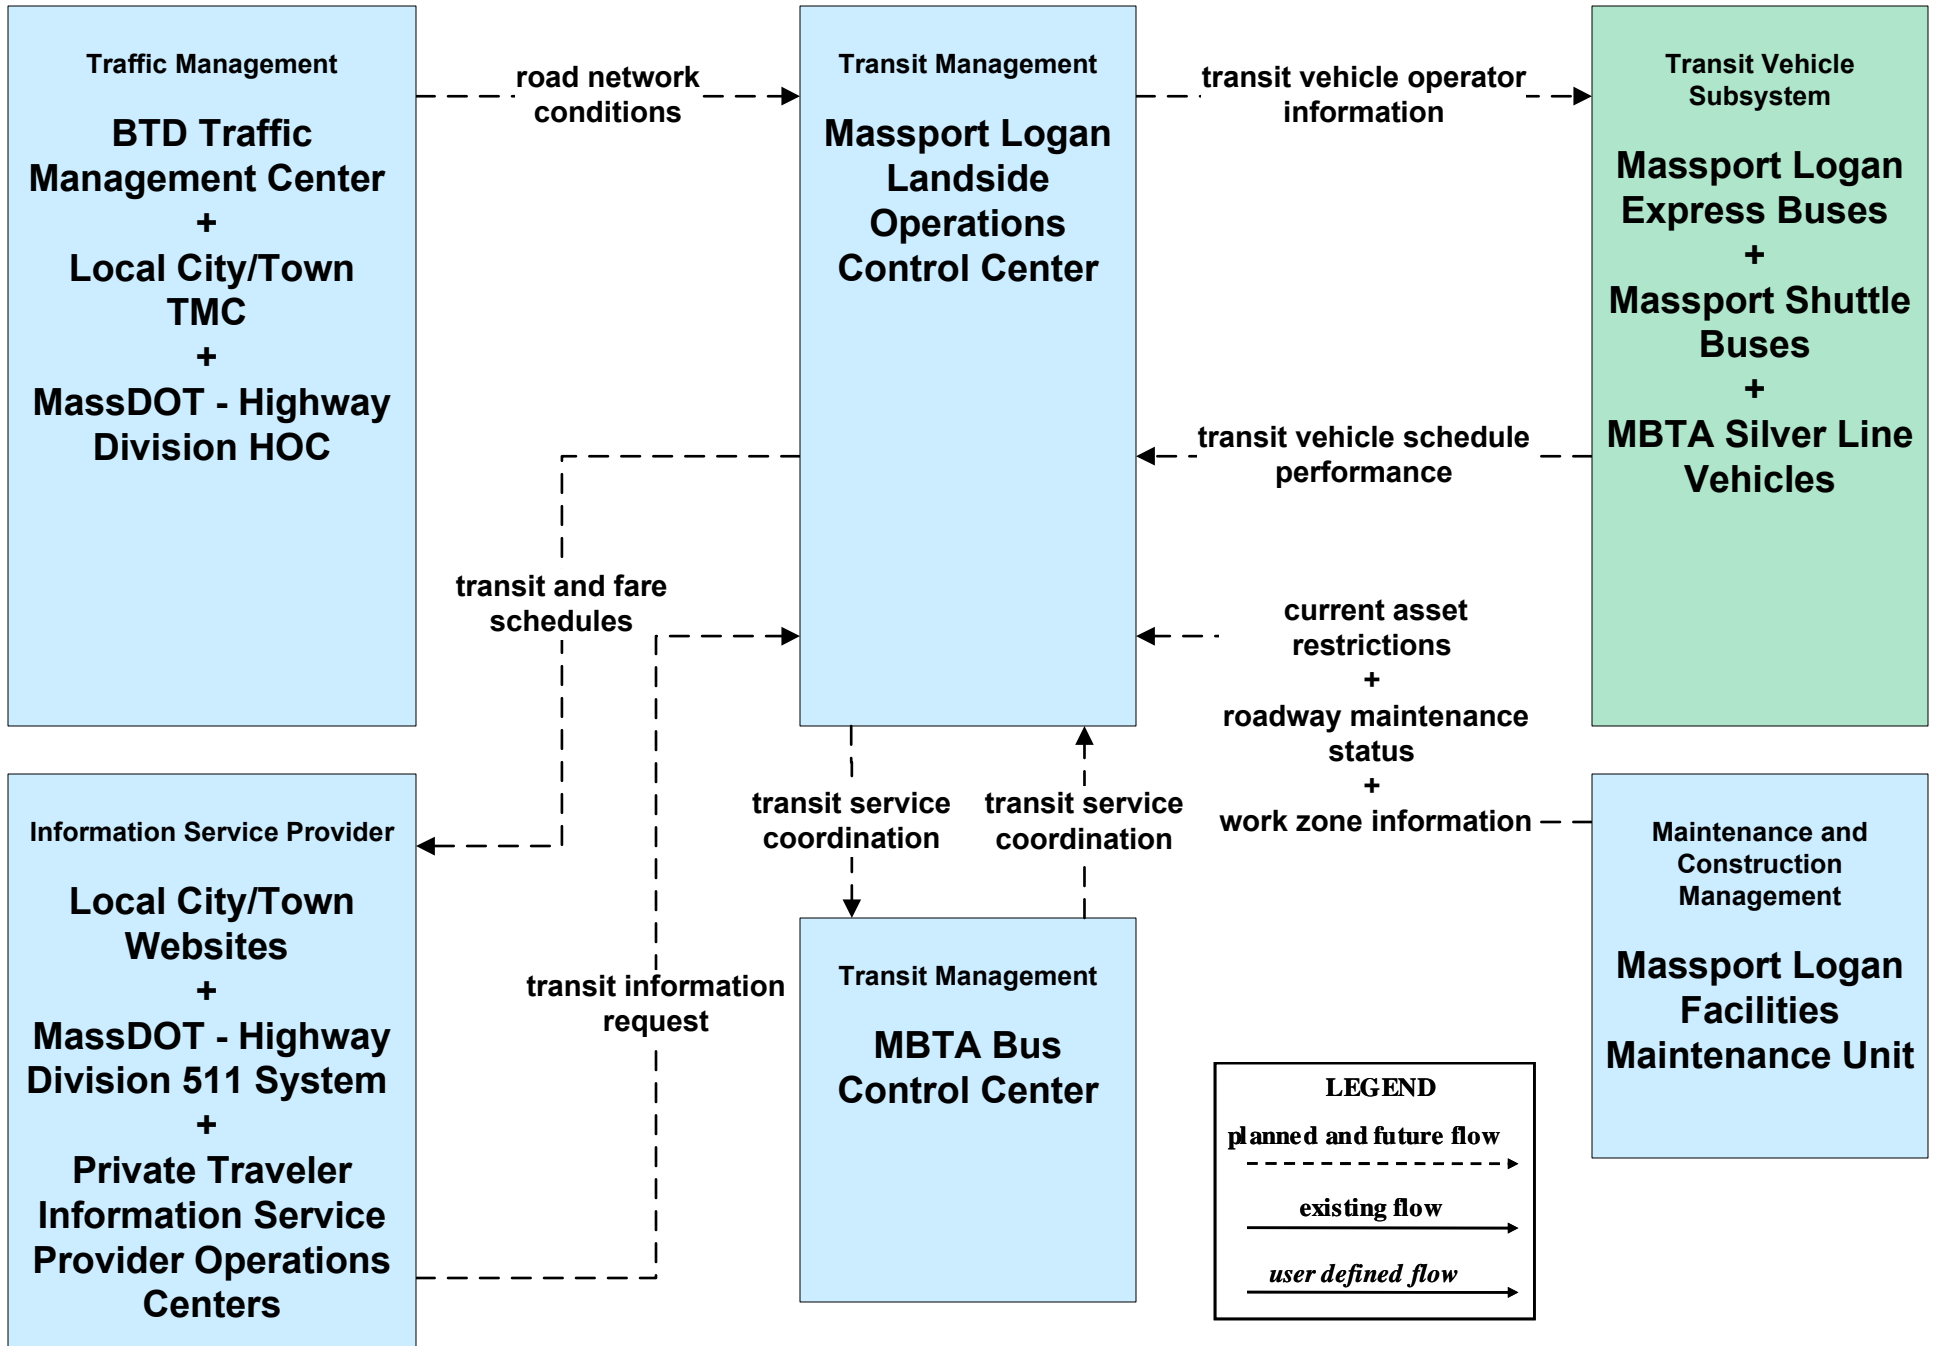 Traffic Management
BTD Traffic
Management Center
+
Local City/Town
TMC
+
MassDOT - Highway
Division HOC
road network
conditions
Transit Management
Massport Logan
Landside
Operations
Control Center
transit vehicle operator
information
Transit Vehicle
Subsystem
Massport Logan
Express Buses
+
Massport Shuttle
Buses
+
MBTA Silver Line
Vehicles
transit vehicle schedule
performance
transit and fare
schedules
current asset
restrictions
+
roadway maintenance
status
+
work zone information
transit service
coordination
transit service
coordination
Information Service Provider
Local City/Town
Websites
+
MassDOT - Highway
Division 511 System
+
Private Traveler
Information Service
Provider Operations
Centers
transit information
request
Transit Management
MBTA Bus
Control Center
Maintenance and
Construction
Management
Massport Logan
Facilities
Maintenance Unit
LEGEND
planned and future flow
existing flow
user defined flow